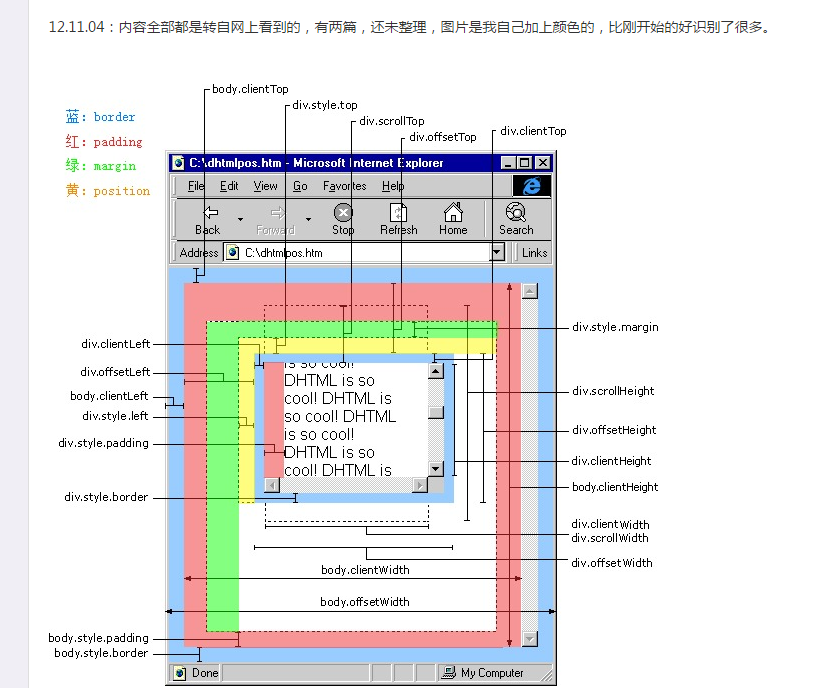 12.11.04：内容全部都是转自网上看到的，有两篇，还未整理，图片是我自己加上颜色的，比刚开始的好识别了很多。
body.clientTop
div.style.top
div.scrollTop
div.offsetTop
div.clientTop
蓝：border
红：padding
绿：margin
黄：position
C:\dhtmlpos.htm - Microsoft Internet Explorer
File Edit View Go Favorites Help
Back Forward Stop Refresh Home Search
Address C:\dhtmlpos.htm Links
div.style.margin
div.clientLeft
div.offsetLeft
body.clientLeft
div.style.left
div.style.padding
div.style.border
is so cool!
DHTML is so
cool! DHTML is
so cool! DHTML
is so cool!
DHTML is so
cool! DHTML is
div.scrollHeight
div.offsetHeight
div.clientHeight
body.clientHeight
div.clientWidth
div.scrollWidth
div.offsetWidth
body.clientWidth
body.offsetWidth
body.style.padding
body.style.border
Done My Computer